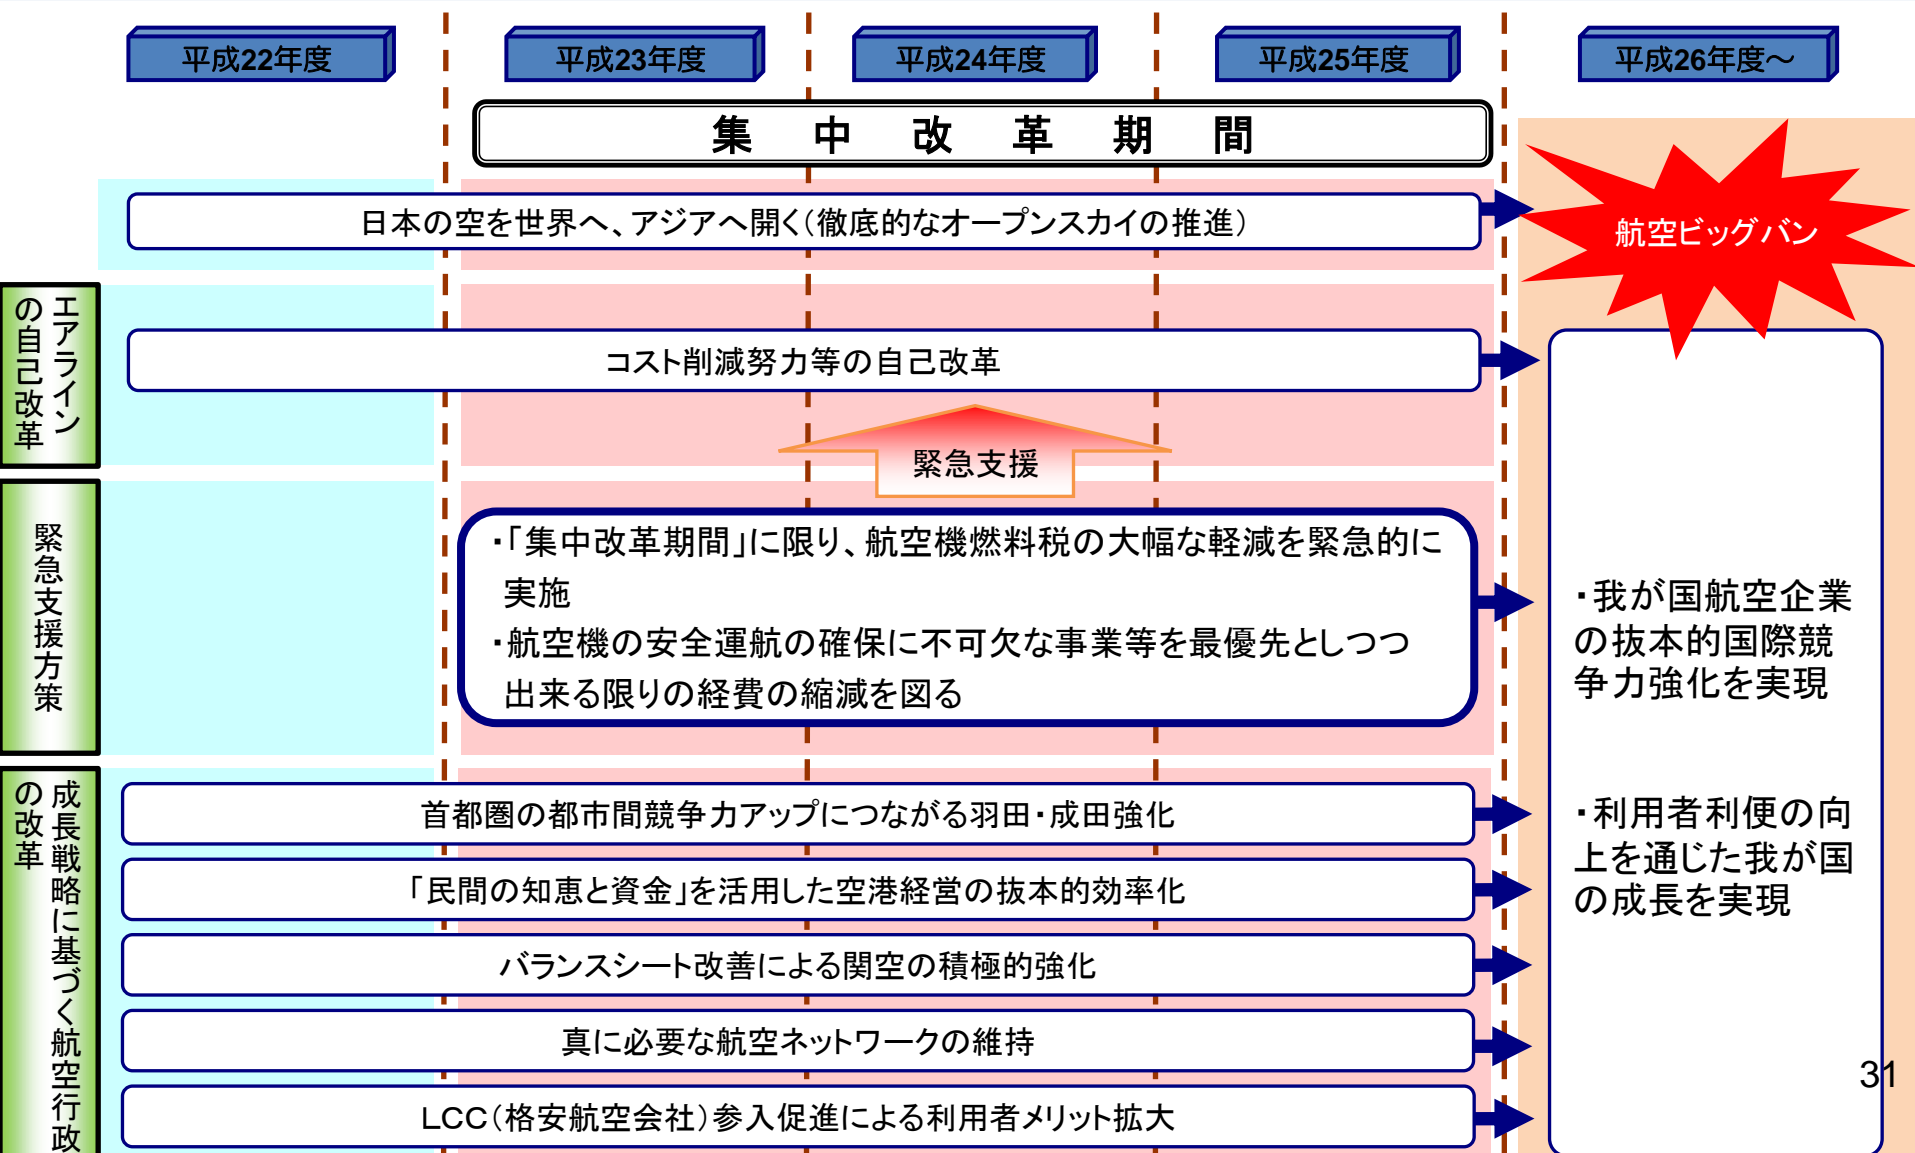 平成22年度
平成23年度
平成24年度
平成25年度
平成26年度～
集中改革期間
日本の空を世界へ、アジアへ開く（徹底的なオープンスカイの推進）
航空ビッグバン
エアライン
の自己改革
コスト削減努力等の自己改革
緊急支援
緊急支援方策
・「集中改革期間」に限り、航空機燃料税の大幅な軽減を緊急的に
実施
・航空機の安全運航の確保に不可欠な事業等を最優先としつつ
出来る限りの経費の縮減を図る
成長戦略に基づく航空行政
の改革
首都圏の都市間競争力アップにつながる羽田・成田強化
「民間の知恵と資金」を活用した空港経営の抜本的効率化
バランスシート改善による関空の積極的強化
真に必要な航空ネットワークの維持
LCC（格安航空会社）参入促進による利用者メリット拡大
・我が国航空企業
の抜本的国際競
争力強化を実現
・利用者利便の向
上を通じた我が国
の成長を実現
31